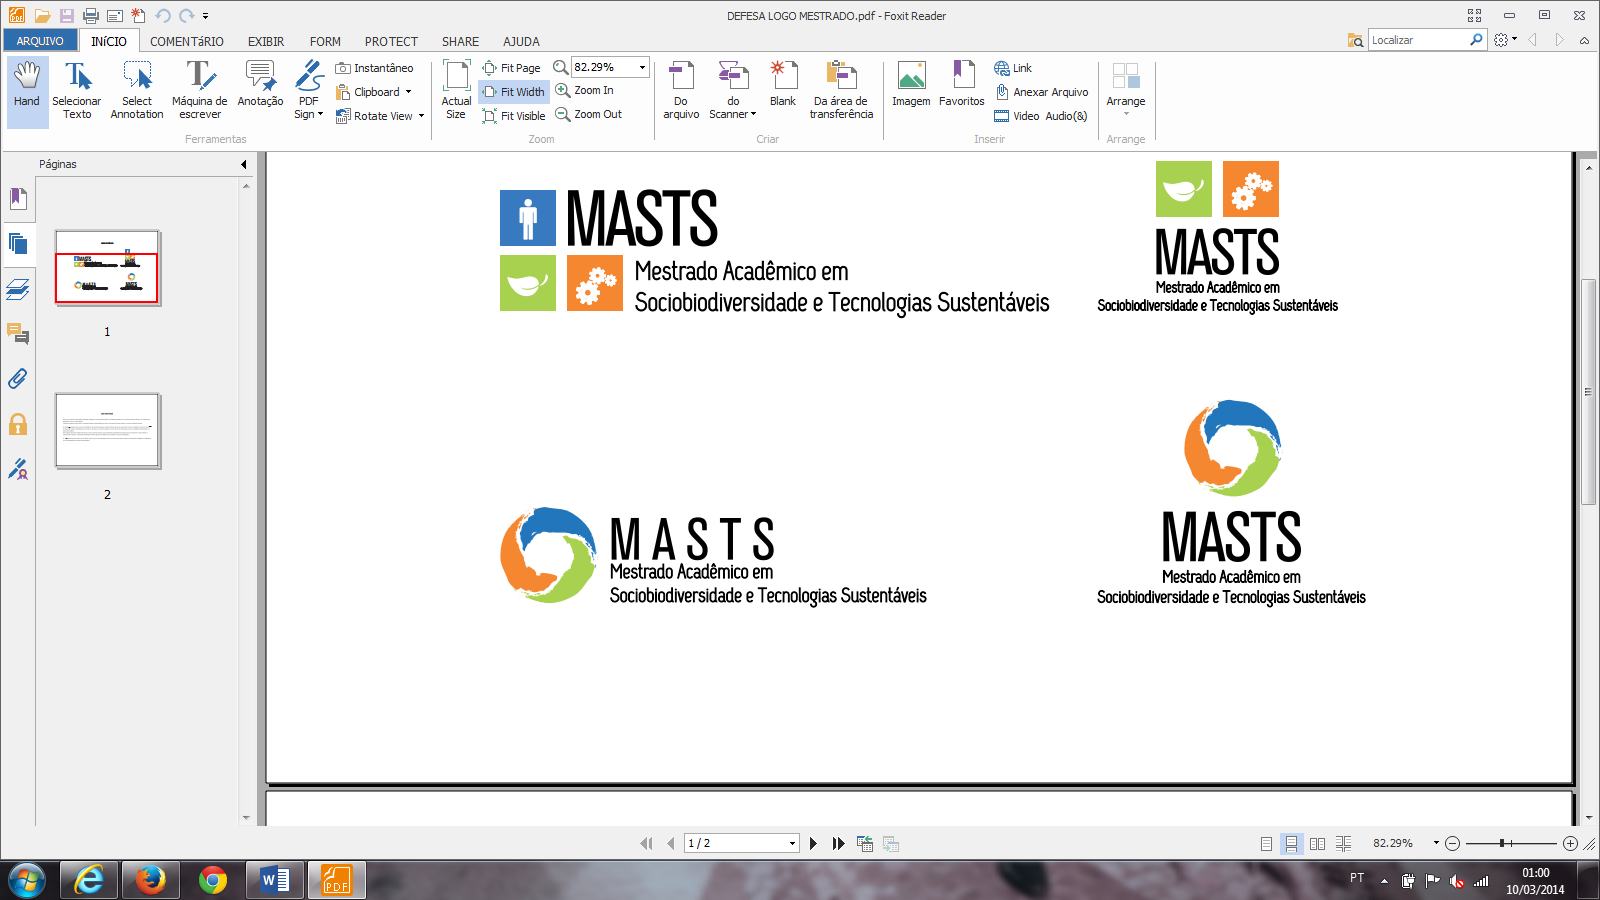 DEFESA LOGO MESTRADO.pdf - Foxit Reader
ARQUIVO INíCIO COMENTáRIO EXIBIR FORM PROTECT SHARE AJUDA
Localizar
Hand
Selecionar
Texto
Select
Annotation
Máquina de
escrever
Anotação
PDF
Sign
Instantâneo
Clipboard
Rotate View
Ferramentas
Actual
Size
Fit Page
Fit Width
Fit Visible
82.29%
Zoom In
Zoom Out
Zoom
Do
arquivo
do
Scanner
Blank
Da área de
transferência
Criar
Imagem
Favoritos
Link
Anexar Arquivo
Video Audio(&)
Inserir
Arrange
Arrange
Páginas
1
2
MASTS
Mestrado Acadêmico em
Sociobiodiversidade e Tecnologias Sustentáveis
MASTS
Mestrado Acadêmico em
Sociobiodiversidade e Tecnologias Sustentáveis
MASTS
Mestrado Acadêmico em
Sociobiodiversidade e Tecnologias Sustentáveis
MASTS
Mestrado Acadêmico em
Sociobiodiversidade e Tecnologias Sustentáveis
1 / 2
82.29%
PDF
PT
01:00
10/03/2014